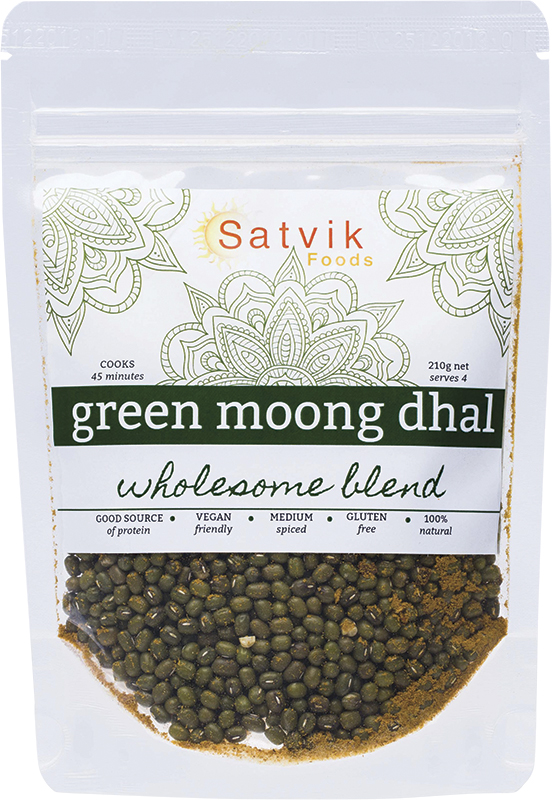 Satvik
Foods
COOKS
45 minutes
210g net
serves 4
green moong dhal
wholesome blend
GOOD SOURCE • VEGAN • MEDIUM • GLUTEN • 100%
of protein friendly spiced free natural